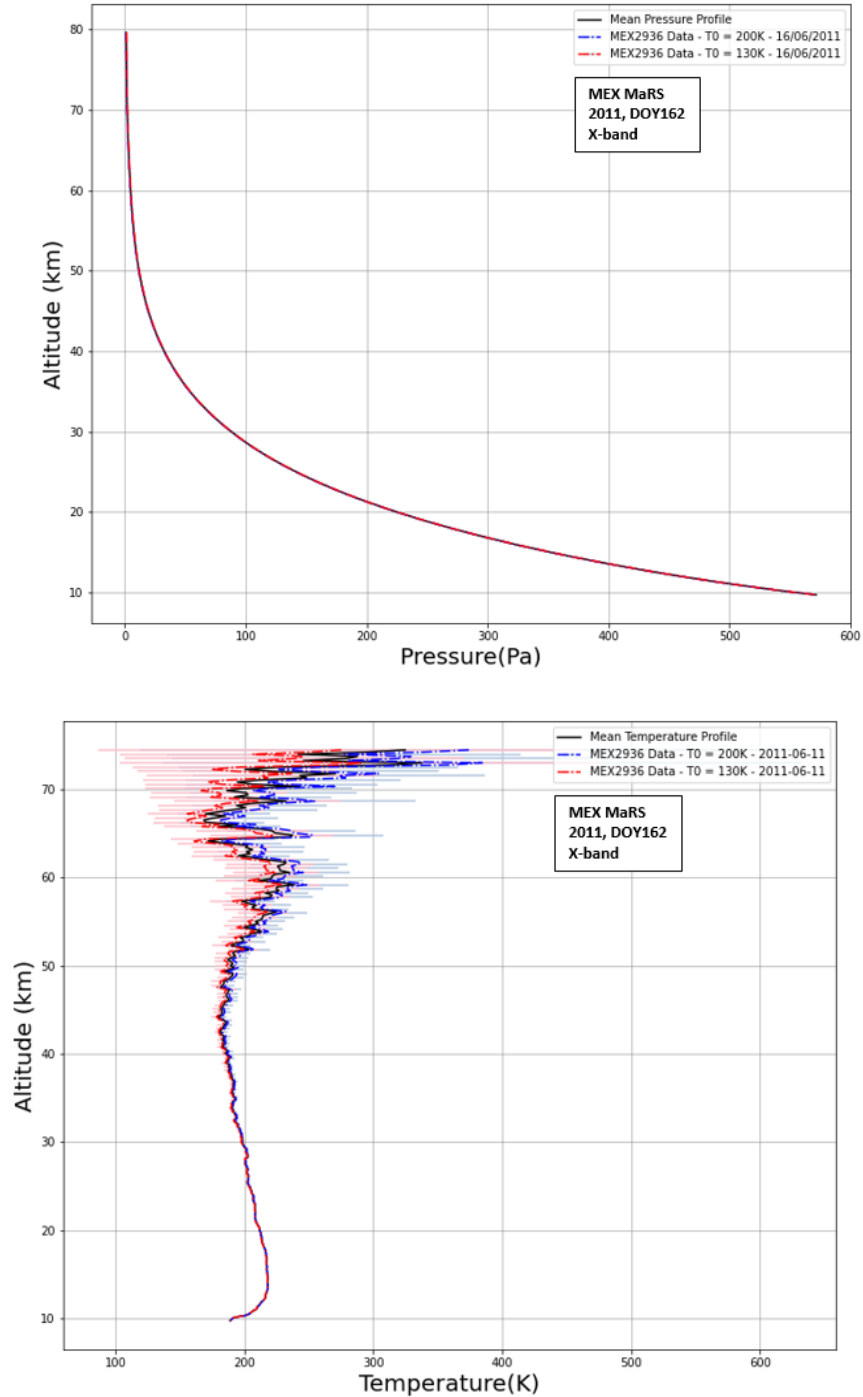 Mean Pressure Profile
MEX2936 Data - T0 = 200K - 16/06/2011
MEX2936 Data - T0 = 130K - 16/06/2011
MEX MaRS
2011, DOY162
X-band
80
70
60
50
40
30
20
10
Altitude (km)
0 100 200 300 400 500 600
Pressure(Pa)
Mean Temperature Profile
MEX2936 Data - T0 = 200K - 2011-06-11
MEX2936 Data - T0 = 130K - 2011-06-11
MEX MaRS
2011, DOY162
X-band
70
60
50
40
30
20
10
Altitude (km)
100 200 300 400 500 600
Temperature(K)